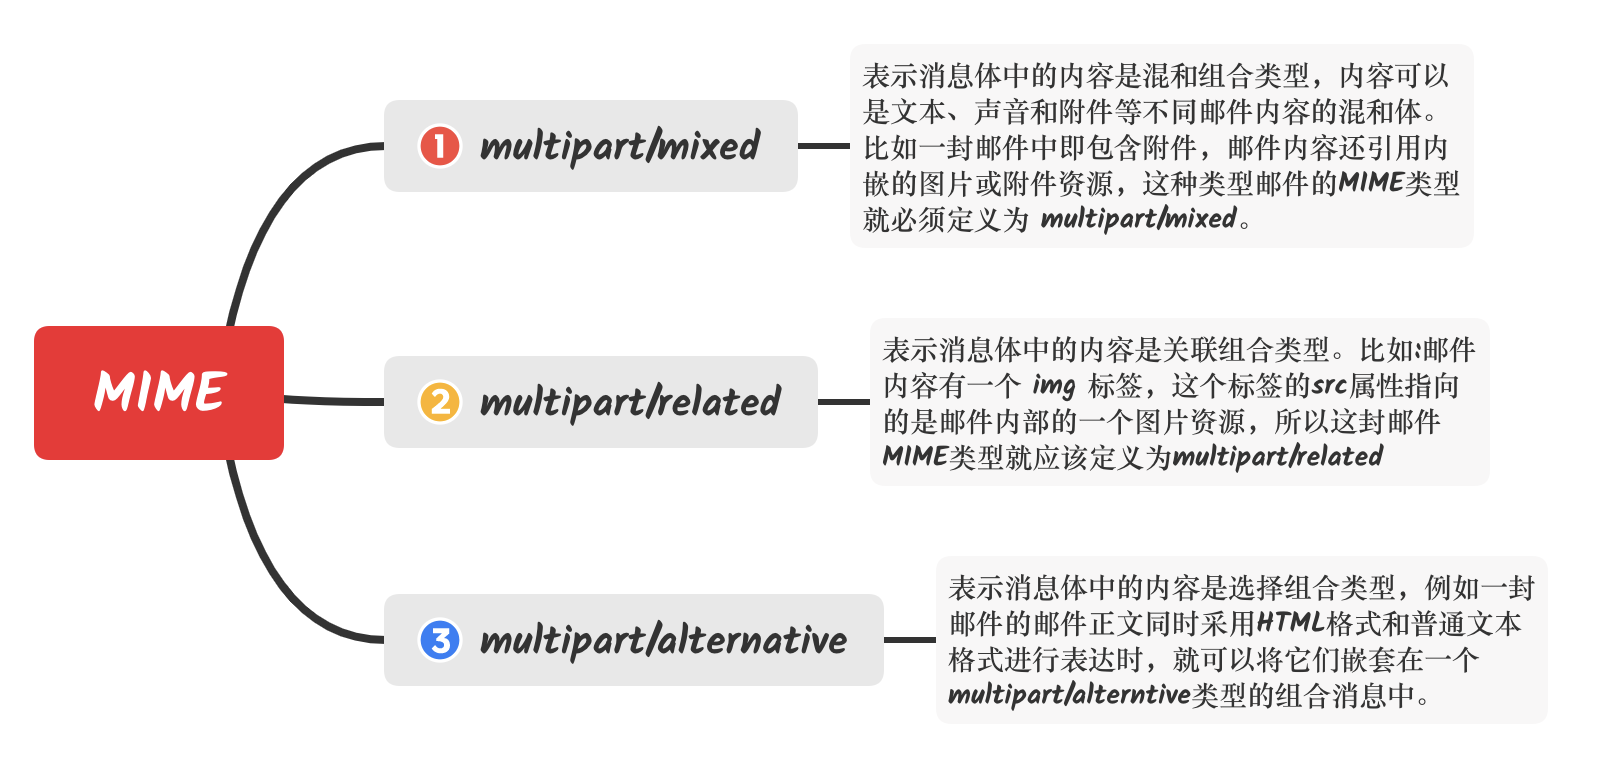 MIME
1 multipart/mixed
表示消息体中的内容是混和组合类型，内容可以
是文本、声音和附件等不同邮件内容的混和体。
比如一封邮件中即包含附件，邮件内容还引用内
嵌的图片或附件资源，这种类型邮件的MIME类型
就必须定义为 multipart/mixed。
2 multipart/related
表示消息体中的内容是关联组合类型。比如:邮件
内容有一个 img 标签，这个标签的src属性指向
的是邮件内部的一个图片资源，所以这封邮件
MIME类型就应该定义为multipart/related
3 multipart/alternative
表示消息体中的内容是选择组合类型，例如一封
邮件的邮件正文同时采用HTML格式和普通文本
格式进行表达时，就可以将它们嵌套在一个
multipart/alterntive类型的组合消息中。